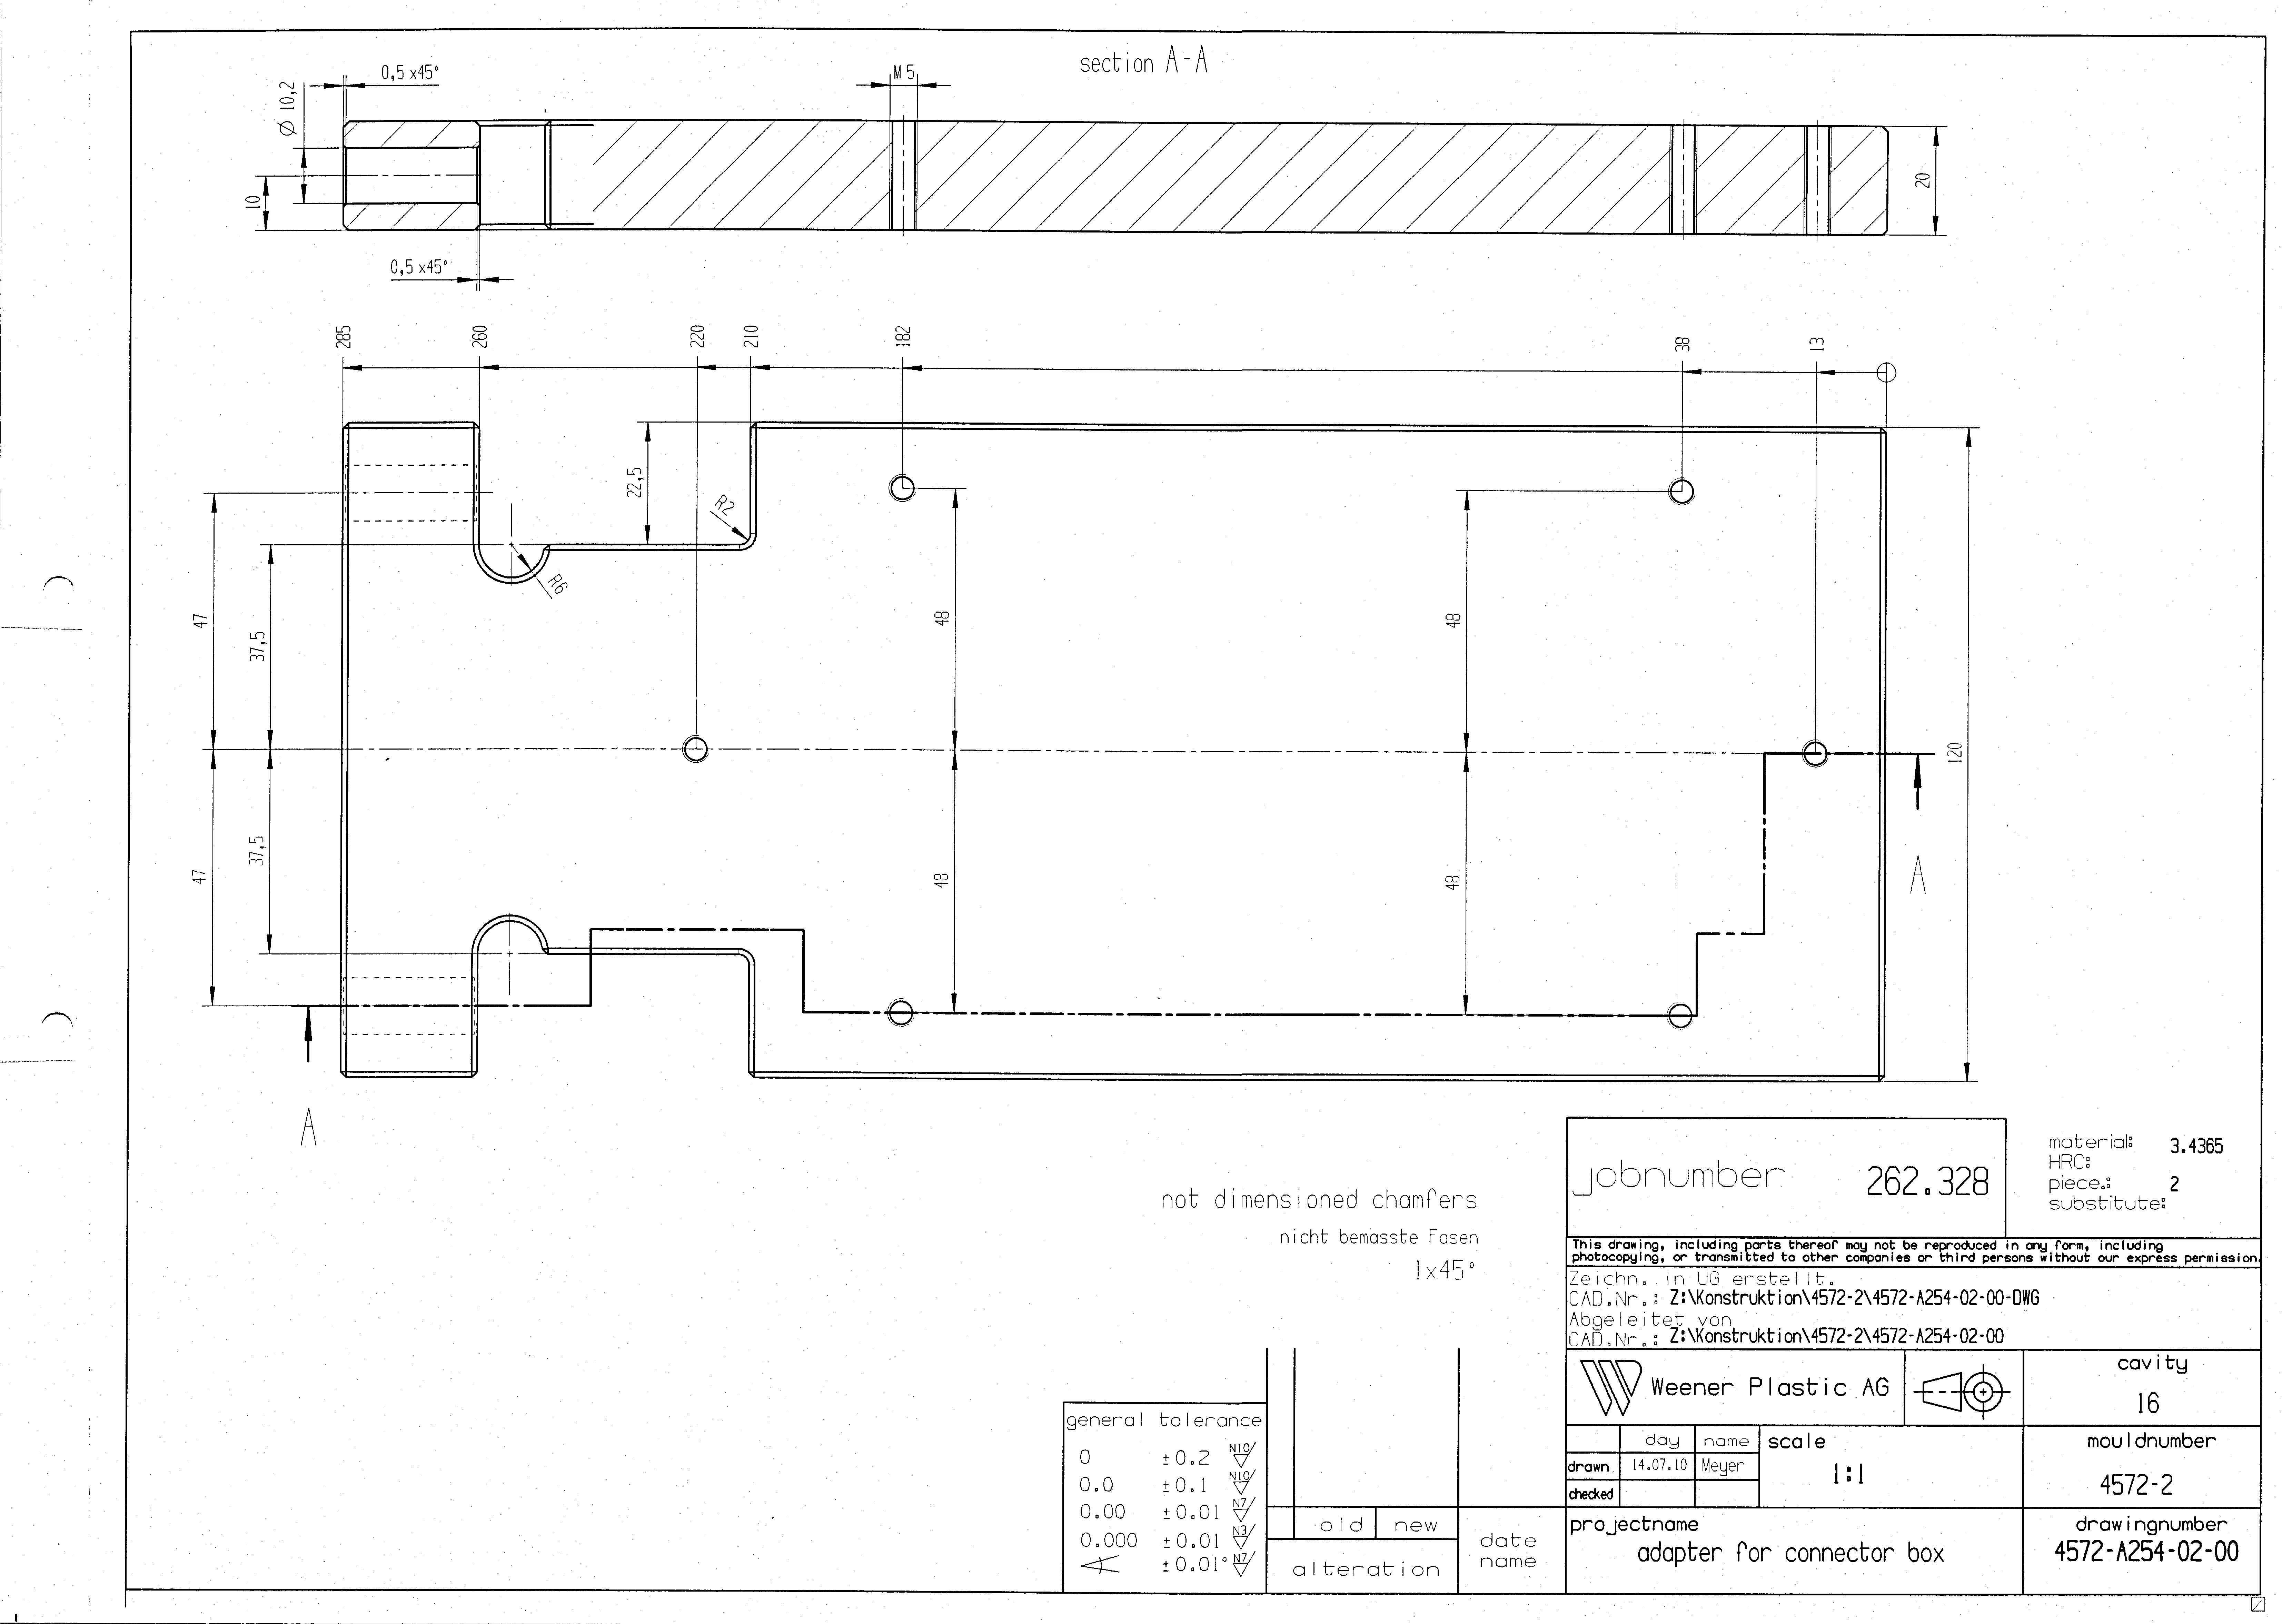 section A-A
0,5 x45°
M 5
Ø 10,2
10
20
0,5 x45°
285
260
220
210
182
38
13
22,5
R2
R6
47
37,5
48
48
120
47
37,5
48
48
A
A
not dimensioned chamfers
nicht bemasste Fasen
1x45°
jobnumber 262.328
material: 3.4365
HRC:
piece.: 2
substitute:
This drawing, including parts thereof may not be reproduced in any form, including
photocopying, or transmitted to other companies or third persons without our express permission.
Zeichn. in UG erstellt.
CAD.Nr.: Z:\Konstruktion\4572-2\4572-A254-02-00-DWG
Abgeleitet von
CAD.Nr.: Z:\Konstruktion\4572-2\4572-A254-02-00
Weener Plastic AG
cavity
16
day name
drawn 14.07.10 Meyer
checked
scale
1:1
mouldnumber
4572-2
projectname
adapter for connector box
drawingnumber
4572-A254-02-00
general tolerance
0 ±0.2 N10/
0.0 ±0.1 N10/
0.00 ±0.01 N7/
0.000 ±0.01 N3/
±0.01° N7/
old new
alteration
date
name